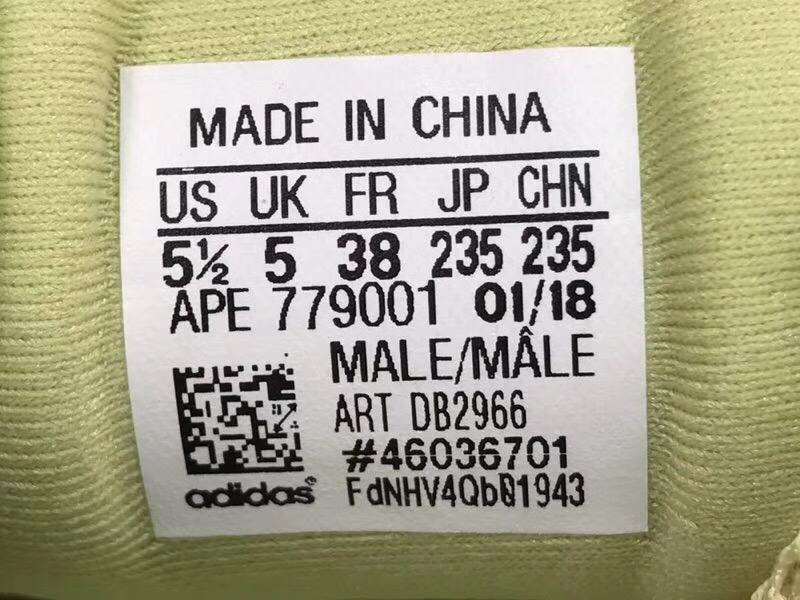 MADE IN CHINA
US UK FR JP CHN
5½ 5 38 235 235
APE 779001 01/18
MALE/MÂLE
ART DB2966
#46036701
adidas®